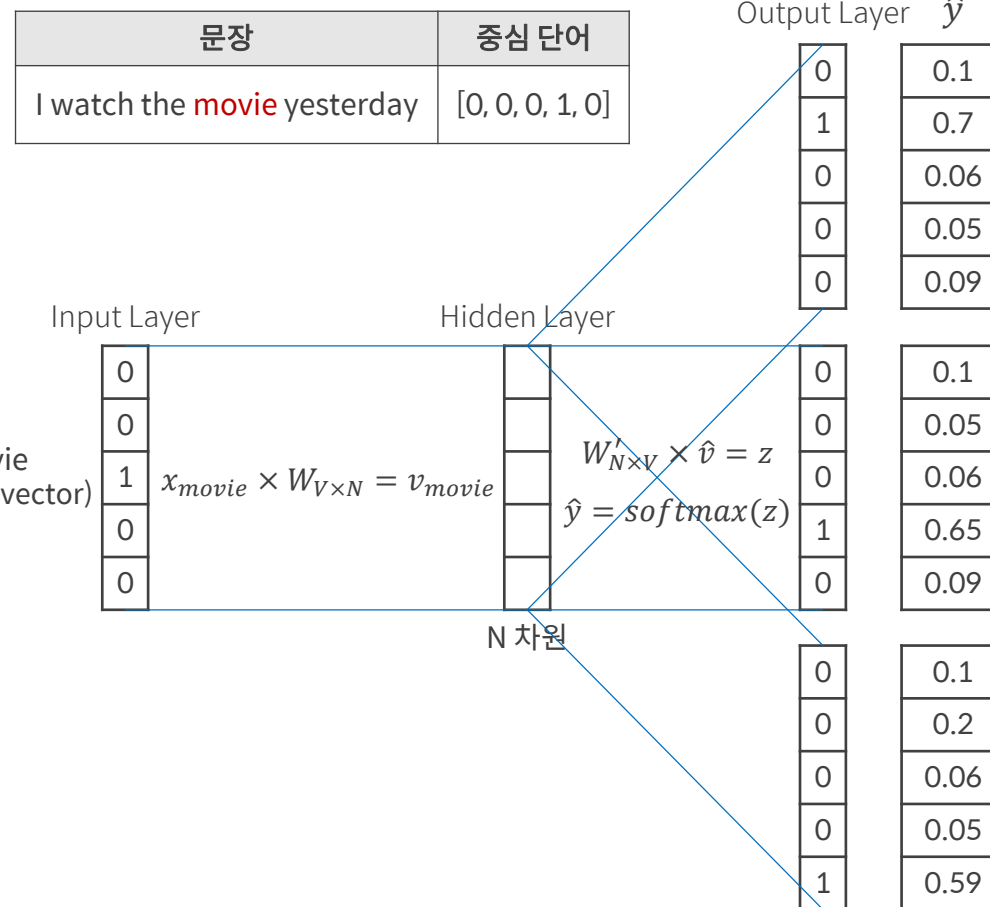 Output Layer ŷ
문장 중심 단어
I watch the movie yesterday [0, 0, 0, 1, 0]
0 0.1
1 0.7
0 0.06
0 0.05
0 0.09
Input Layer
0
0
1
0
0
vie
vector)
x_movie × W_V×N = v_movie
Hidden Layer
N 차원
W′_N×V × v̂ = z
ŷ = softmax(z)
0 0.1
0 0.05
0 0.06
1 0.65
0 0.09
0 0.1
0 0.2
0 0.06
0 0.05
1 0.59